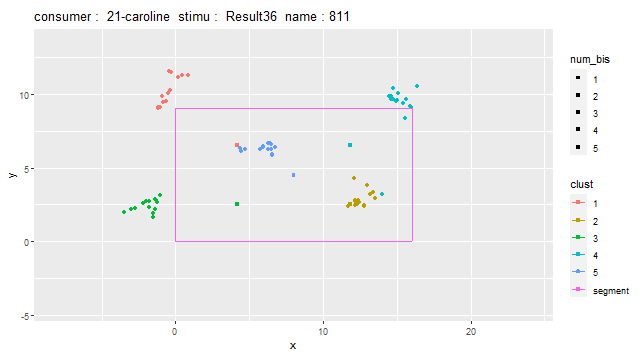 consumer :  21-caroline  stimu :  Result36  name : 811
num_bis
1
2
3
4
5
clust
1
2
3
4
5
segment
y
10
5
0
-5
0
10
20
x